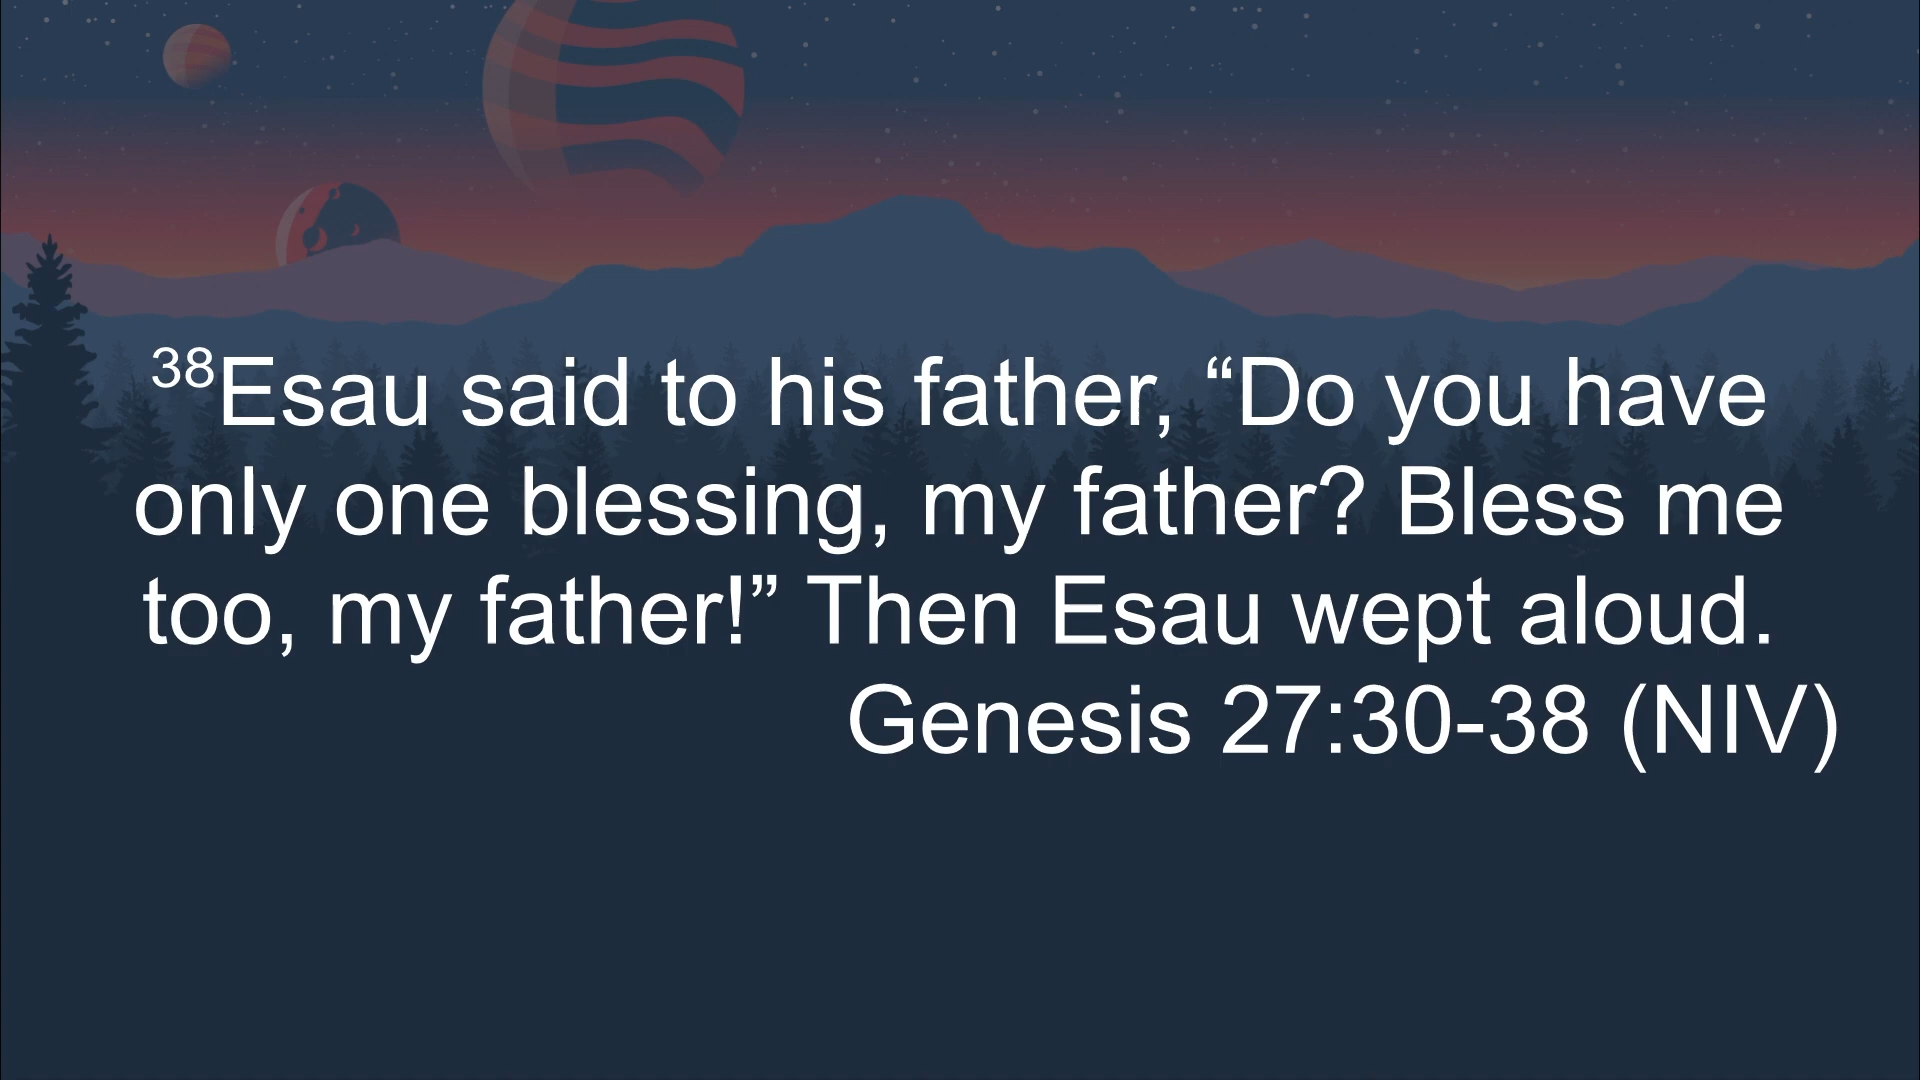 38Esau said to his father, “Do you have
only one blessing, my father? Bless me
too, my father!” Then Esau wept aloud.
Genesis 27:30-38 (NIV)